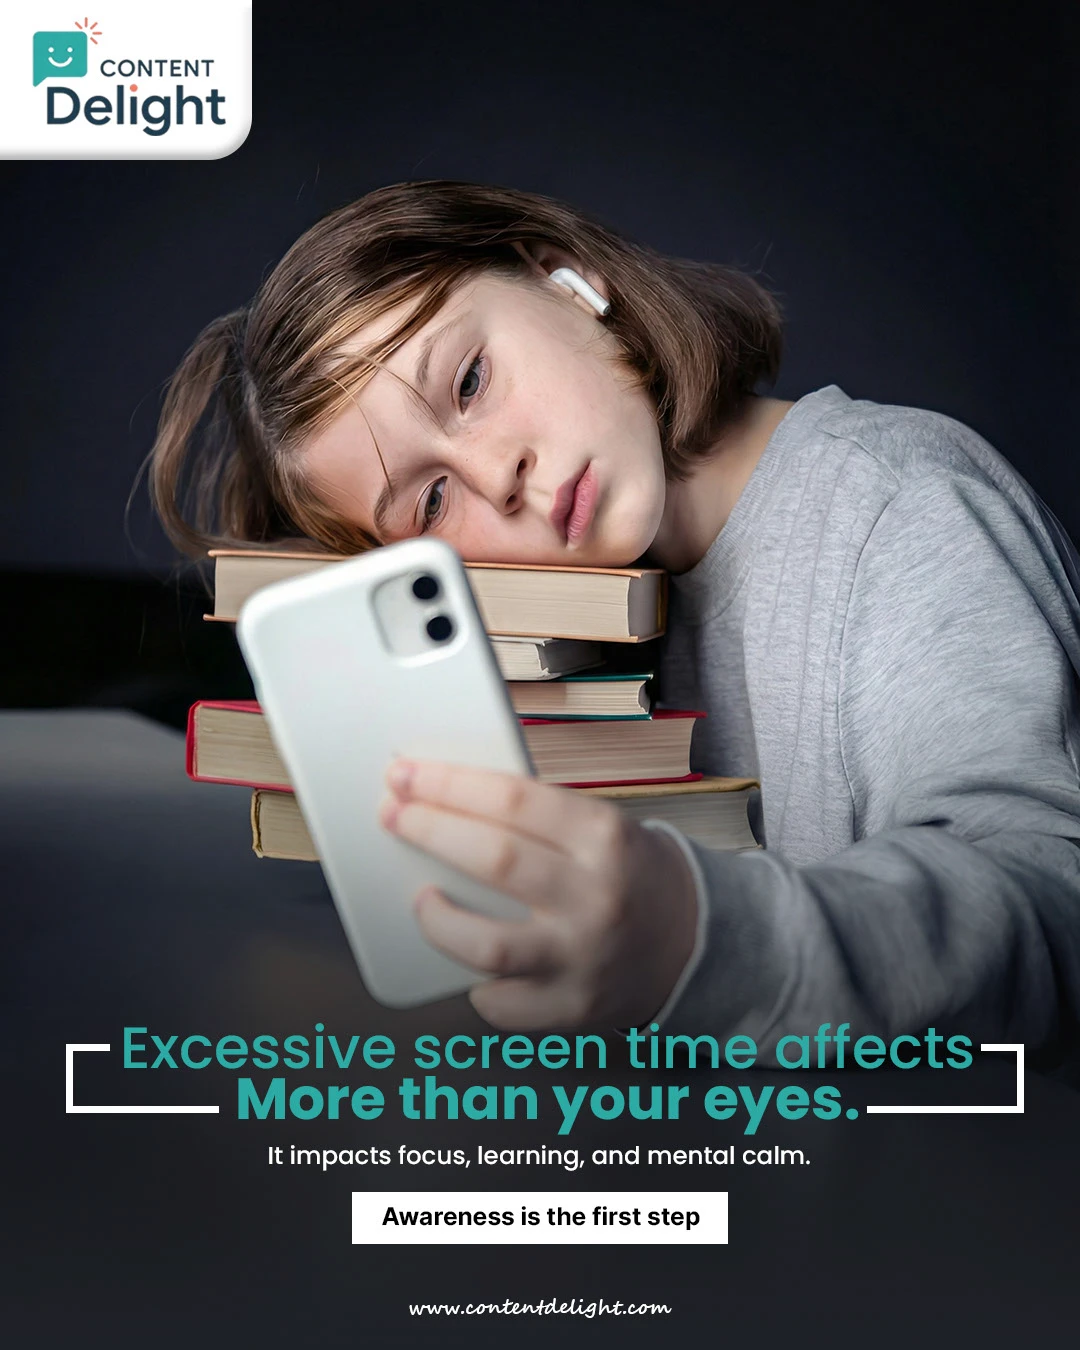 CONTENT
Delight
Excessive screen time affects
More than your eyes.
It impacts focus, learning, and mental calm.
Awareness is the first step
www.contentdelight.com